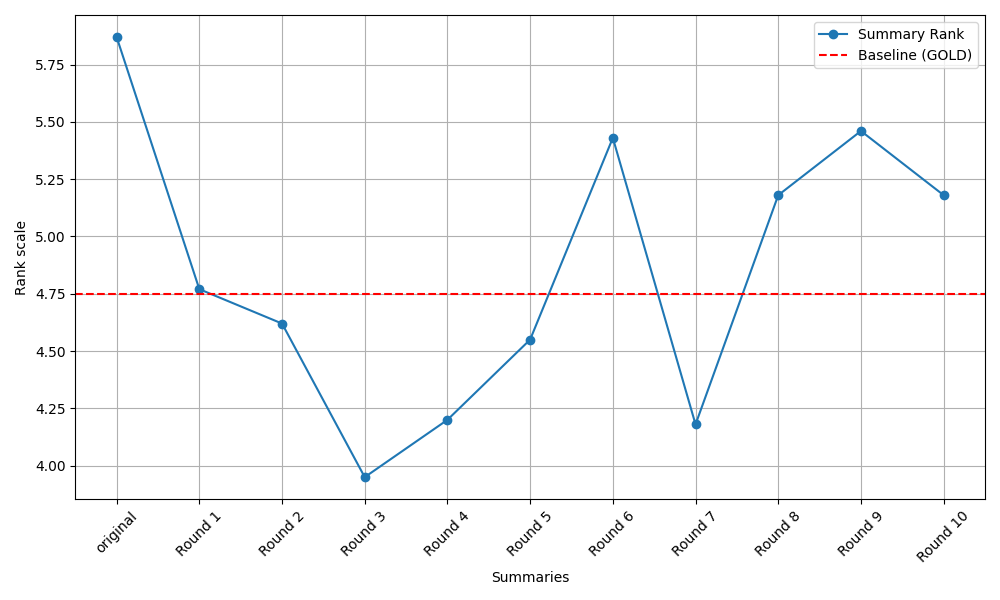 Summary Rank
Baseline (GOLD)
5.75
5.50
5.25
5.00
4.75
4.50
4.25
4.00
Rank scale
original
Round 1
Round 2
Round 3
Round 4
Round 5
Round 6
Round 7
Round 8
Round 9
Round 10
Summaries